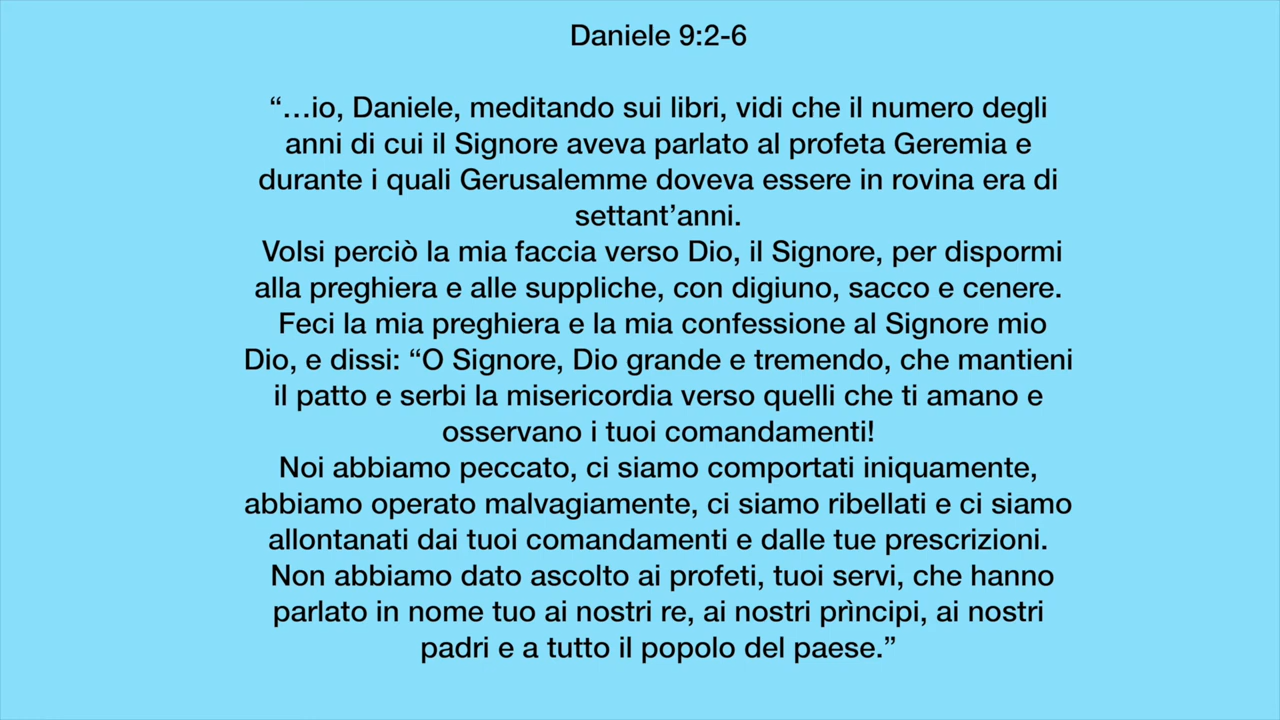 Daniele 9:2-6
“…io, Daniele, meditando sui libri, vidi che il numero degli
anni di cui il Signore aveva parlato al profeta Geremia e
durante i quali Gerusalemme doveva essere in rovina era di
settant’anni.
Volsi perciò la mia faccia verso Dio, il Signore, per dispormi
alla preghiera e alle suppliche, con digiuno, sacco e cenere.
Feci la mia preghiera e la mia confessione al Signore mio
Dio, e dissi: “O Signore, Dio grande e tremendo, che mantieni
il patto e serbi la misericordia verso quelli che ti amano e
osservano i tuoi comandamenti!
Noi abbiamo peccato, ci siamo comportati iniquamente,
abbiamo operato malvagiamente, ci siamo ribellati e ci siamo
allontanati dai tuoi comandamenti e dalle tue prescrizioni.
Non abbiamo dato ascolto ai profeti, tuoi servi, che hanno
parlato in nome tuo ai nostri re, ai nostri prìncipi, ai nostri
padri e a tutto il popolo del paese.”